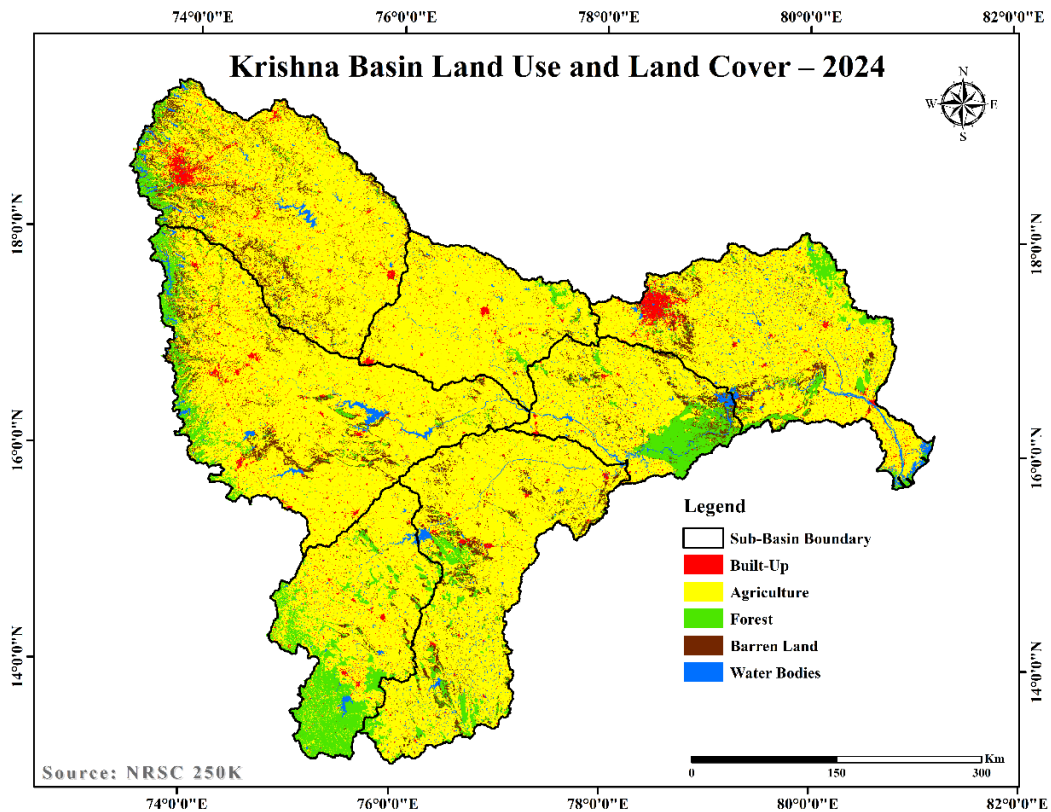 74°0'0"E 76°0'0"E 78°0'0"E 80°0'0"E 82°0'0"E
Krishna Basin Land Use and Land Cover – 2024
N
W E
S
18°0'0"N 18°0'0"N
16°0'0"N 16°0'0"N
Legend
Sub-Basin Boundary
Built-Up
Agriculture
Forest
Barren Land
Water Bodies
14°0'0"N 14°0'0"N
Km
0 150 300
Source: NRSC 250K
74°0'0"E 76°0'0"E 78°0'0"E 80°0'0"E 82°0'0"E